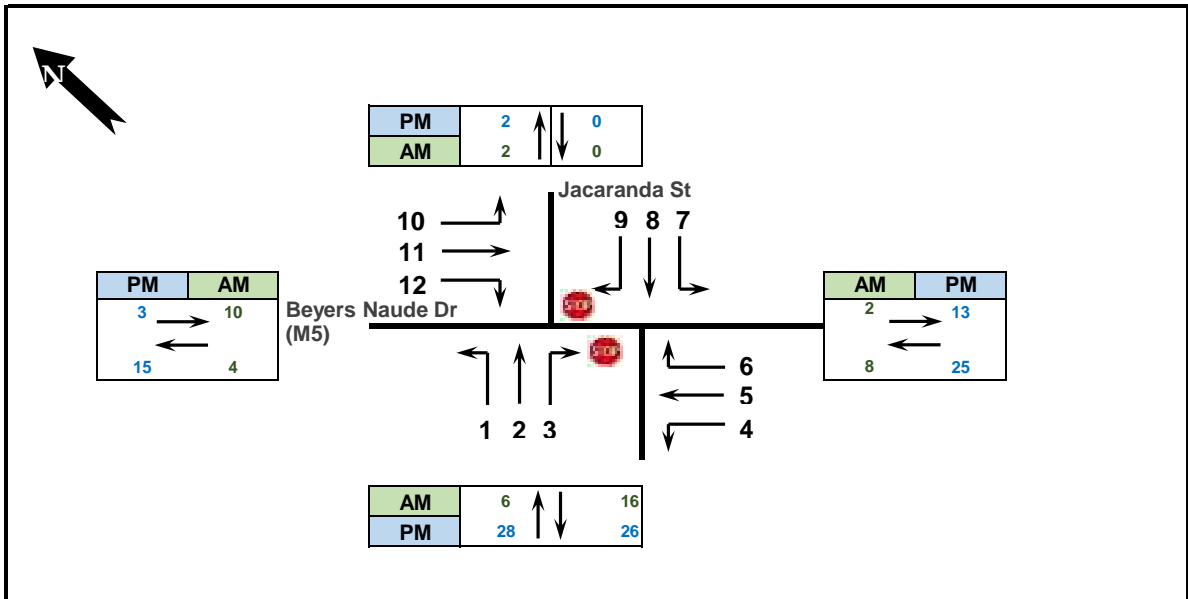 N
PM 2 0
AM 2 0
Jacaranda St
10 9 8 7
11
12
PM AM
3 10
15 4
Beyers Naude Dr
(M5)
STOP
STOP
AM PM
2 13
8 25
6
5
4
1 2 3
AM 6 16
PM 28 26